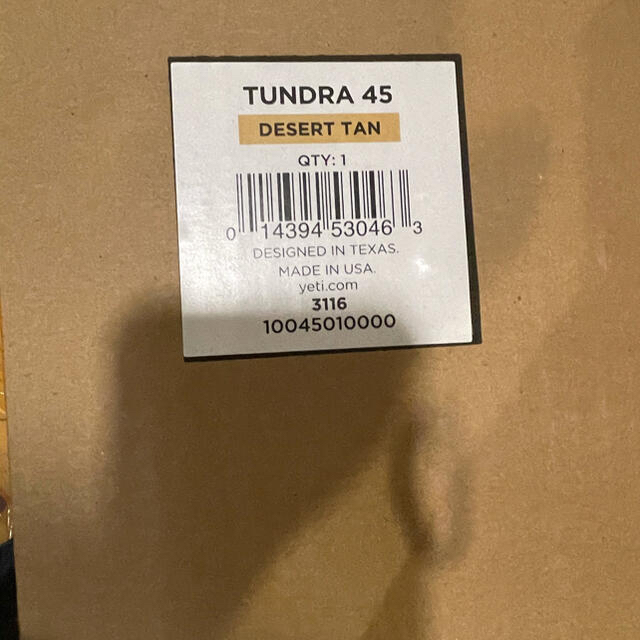 TUNDRA 45
DESERT TAN
QTY: 1
0 14394 53046 3
DESIGNED IN TEXAS.
MADE IN USA.
yeti.com
3116
10045010000